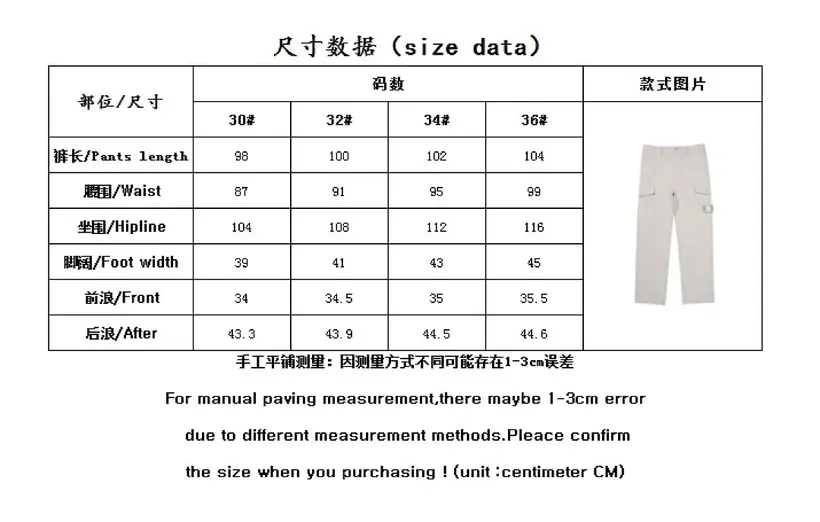 尺寸数据（size data）
部位/尺寸 码数 款式图片
30# 32# 34# 36#
裤长/Pants length 98 100 102 104
腰围/Waist 87 91 95 99
坐围/Hipline 104 108 112 116
脚阔/Foot width 39 41 43 45
前浪/Front 34 34.5 35 35.5
后浪/After 43.3 43.9 44.5 44.6
手工平铺测量：因测量方式不同可能存在1-3cm误差
For manual paving measurement,there maybe 1-3cm error
due to different measurement methods.Pleace confirm
the size when you purchasing！(unit：centimeter CM)